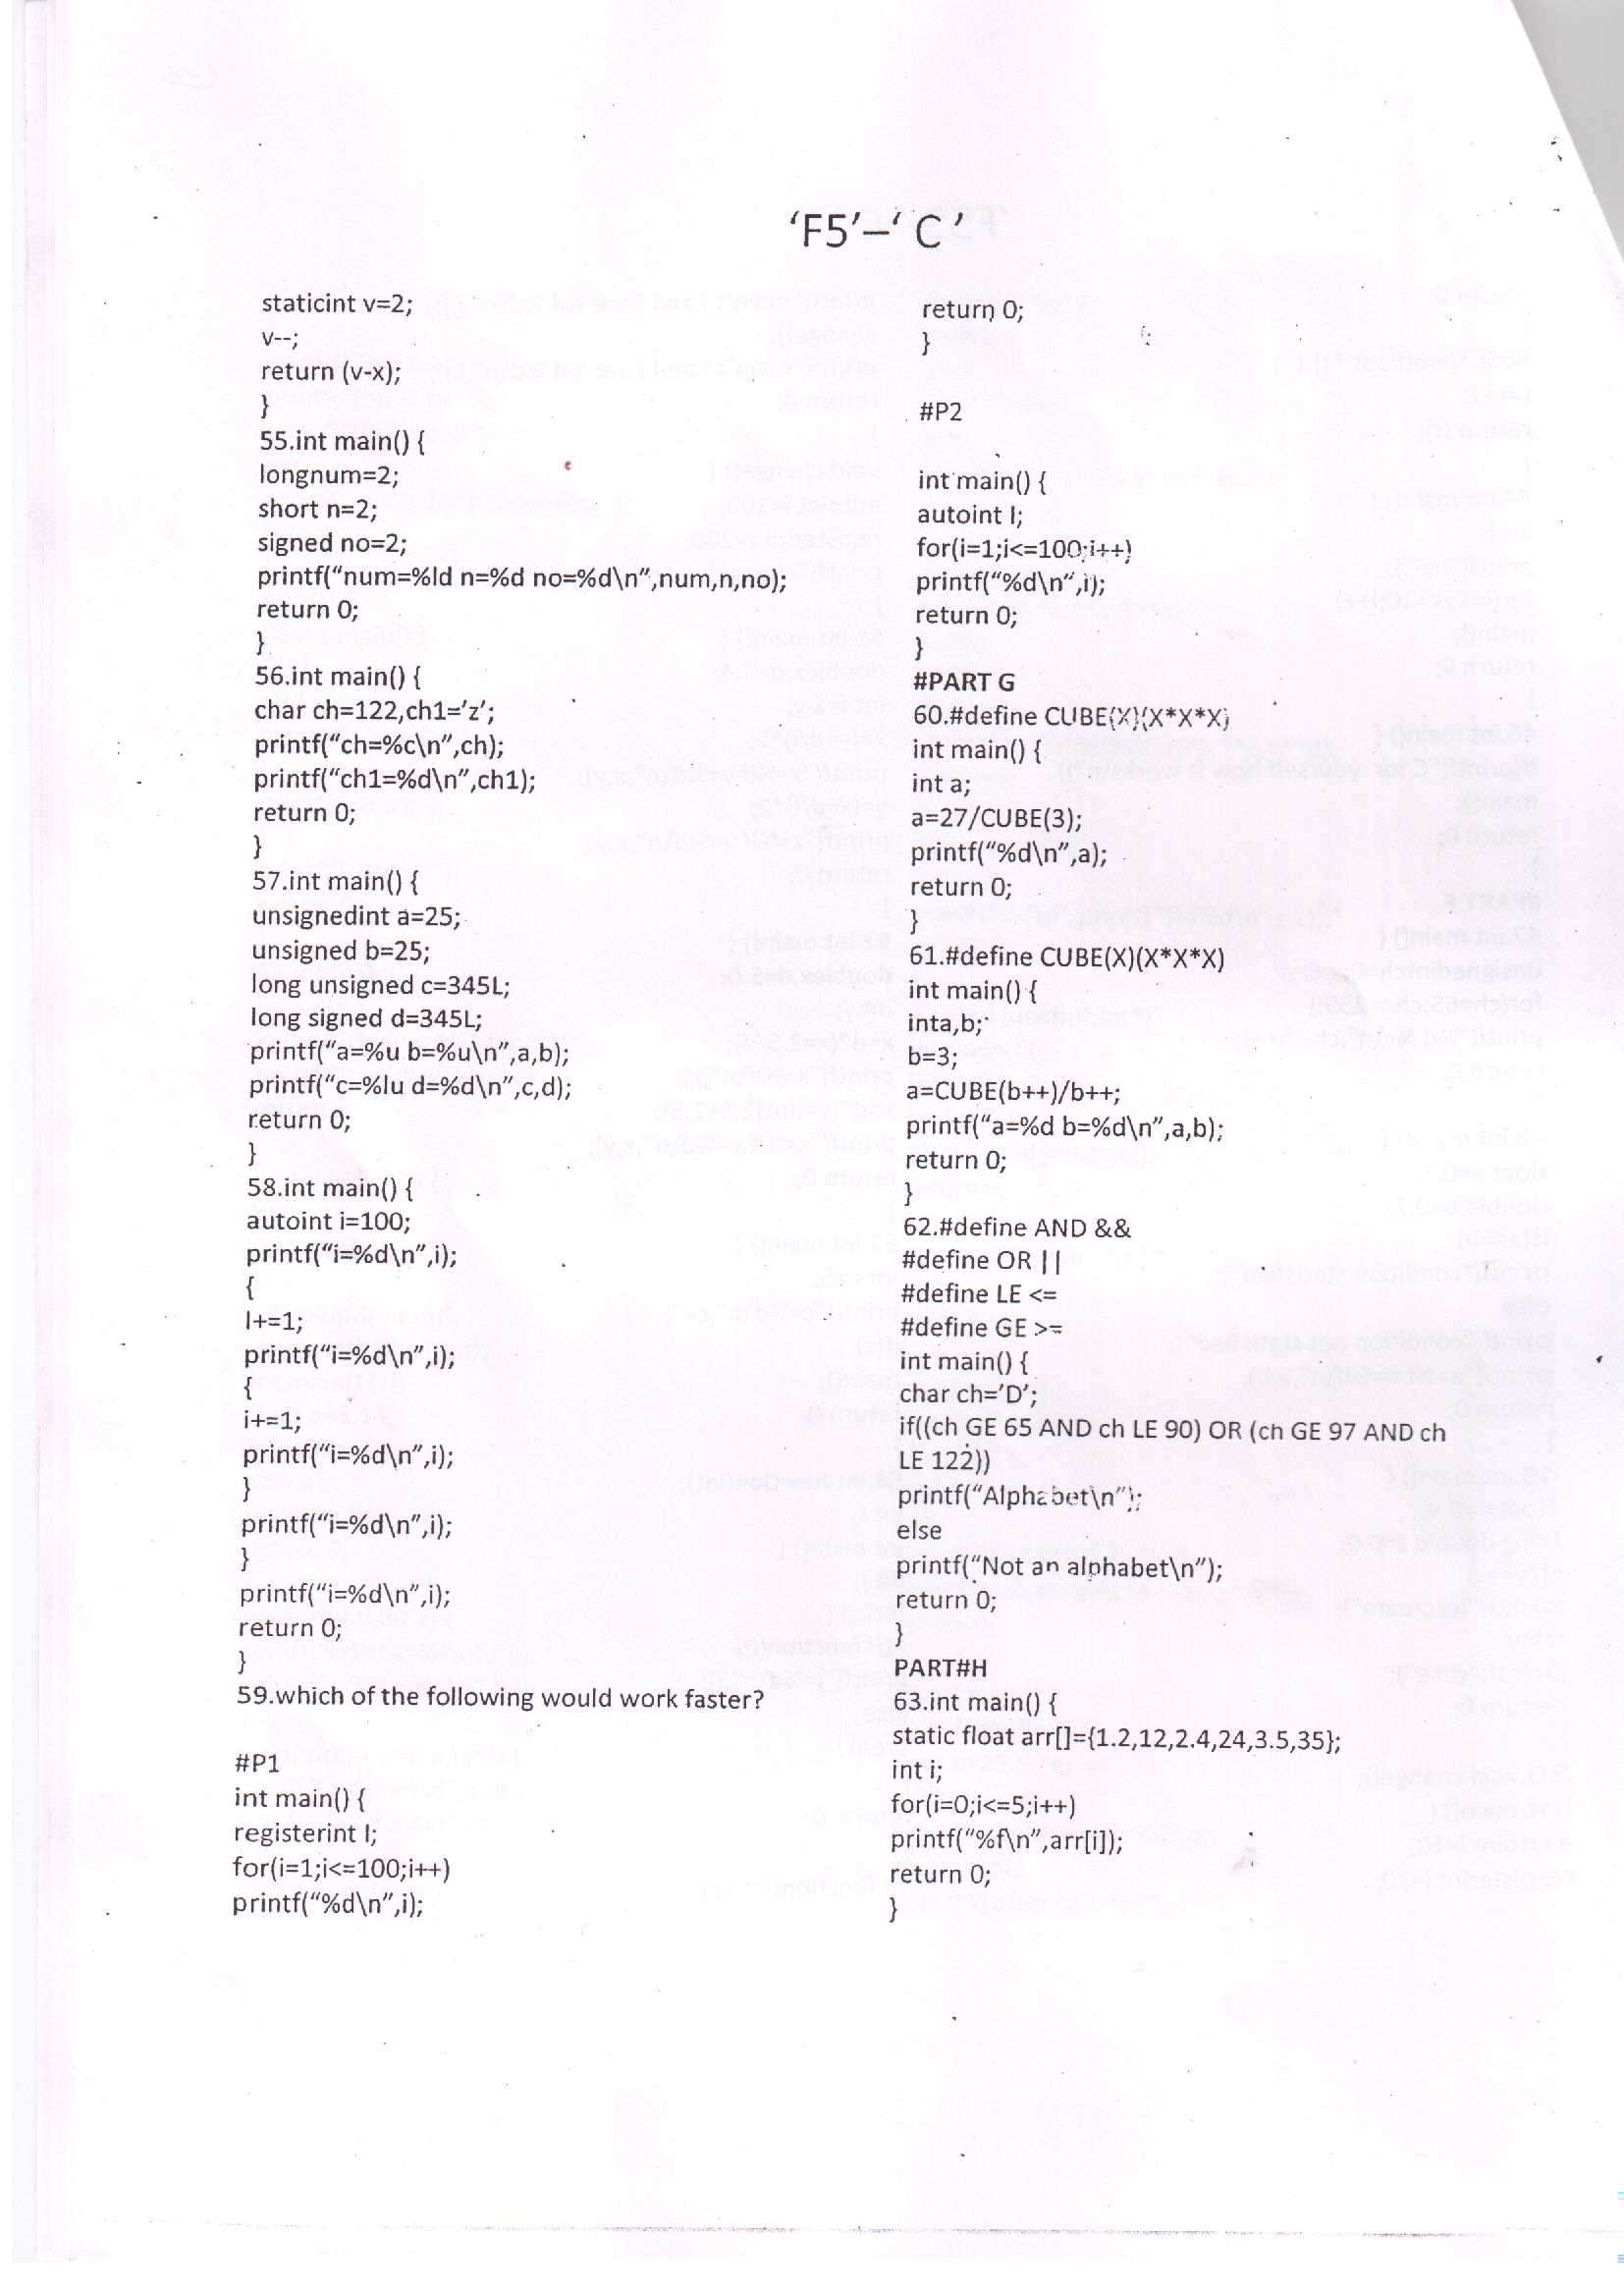 ‘F5’–‘ C ’
staticint v=2;
v--;
return (v-x);
}
55.int main() {
longnum=2;
short n=2;
signed no=2;
printf(“num=%ld n=%d no=%d\n”,num,n,no);
return 0;
}
56.int main() {
char ch=122,ch1=’z’;
printf(“ch=%c\n”,ch);
printf(“ch1=%d\n”,ch1);
return 0;
}
57.int main() {
unsignedint a=25;
unsigned b=25;
long unsigned c=345L;
long signed d=345L;
printf(“a=%u b=%u\n”,a,b);
printf(“c=%lu d=%d\n”,c,d);
return 0;
}
58.int main() {
autoint i=100;
printf(“i=%d\n”,i);
{
I+=1;
printf(“i=%d\n”,i);
{
i+=1;
printf(“i=%d\n”,i);
}
printf(“i=%d\n”,i);
}
printf(“i=%d\n”,i);
return 0;
}
59.which of the following would work faster?
#P1
int main() {
registerint I;
for(i=1;i<=100;i++)
printf(“%d\n”,i);
return 0;
}
#P2
int main() {
autoint I;
for(i=1;i<=100;i++)
printf(“%d\n”,i);
return 0;
}
#PART G
60.#define CUBE(X)(X*X*X)
int main() {
int a;
a=27/CUBE(3);
printf(“%d\n”,a);
return 0;
}
61.#define CUBE(X)(X*X*X)
int main() {
inta,b;
b=3;
a=CUBE(b++)/b++;
printf(“a=%d b=%d\n”,a,b);
return 0;
}
62.#define AND &&
#define OR ||
#define LE <=
#define GE >=
int main() {
char ch=’D’;
if((ch GE 65 AND ch LE 90) OR (ch GE 97 AND ch
LE 122))
printf(“Alphabet\n”);
else
printf(“Not an alphabet\n”);
return 0;
}
PART#H
63.int main() {
static float arr[]={1.2,12,2.4,24,3.5,35};
int i;
for(i=0;i<=5;i++)
printf(“%f\n”,arr[i]);
return 0;
}